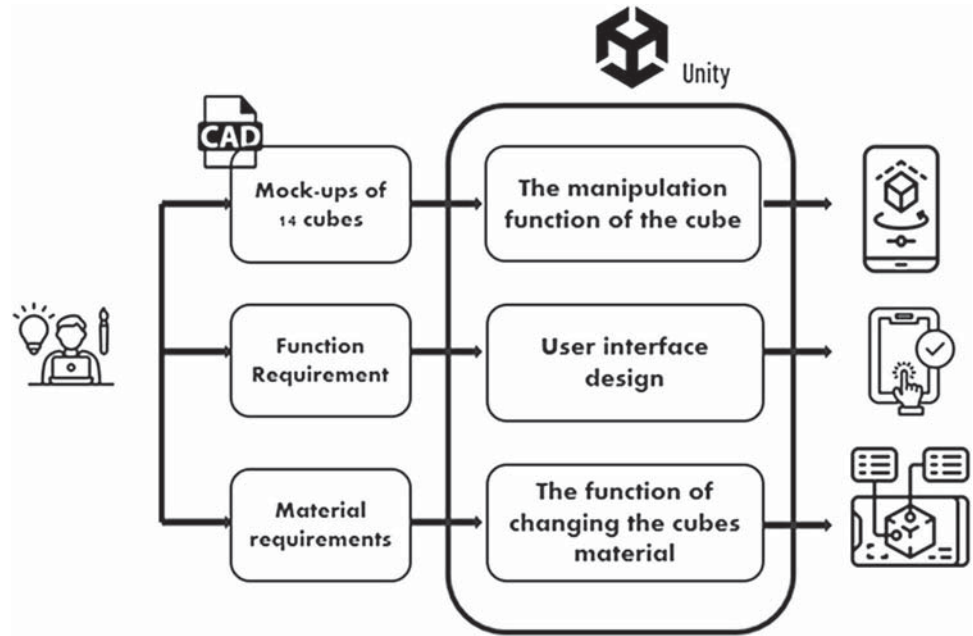 Unity
CAD
Mock-ups of
14 cubes
The manipulation
function of the cube
Function
Requirement
User interface
design
Material
requirements
The function of
changing the cubes
material